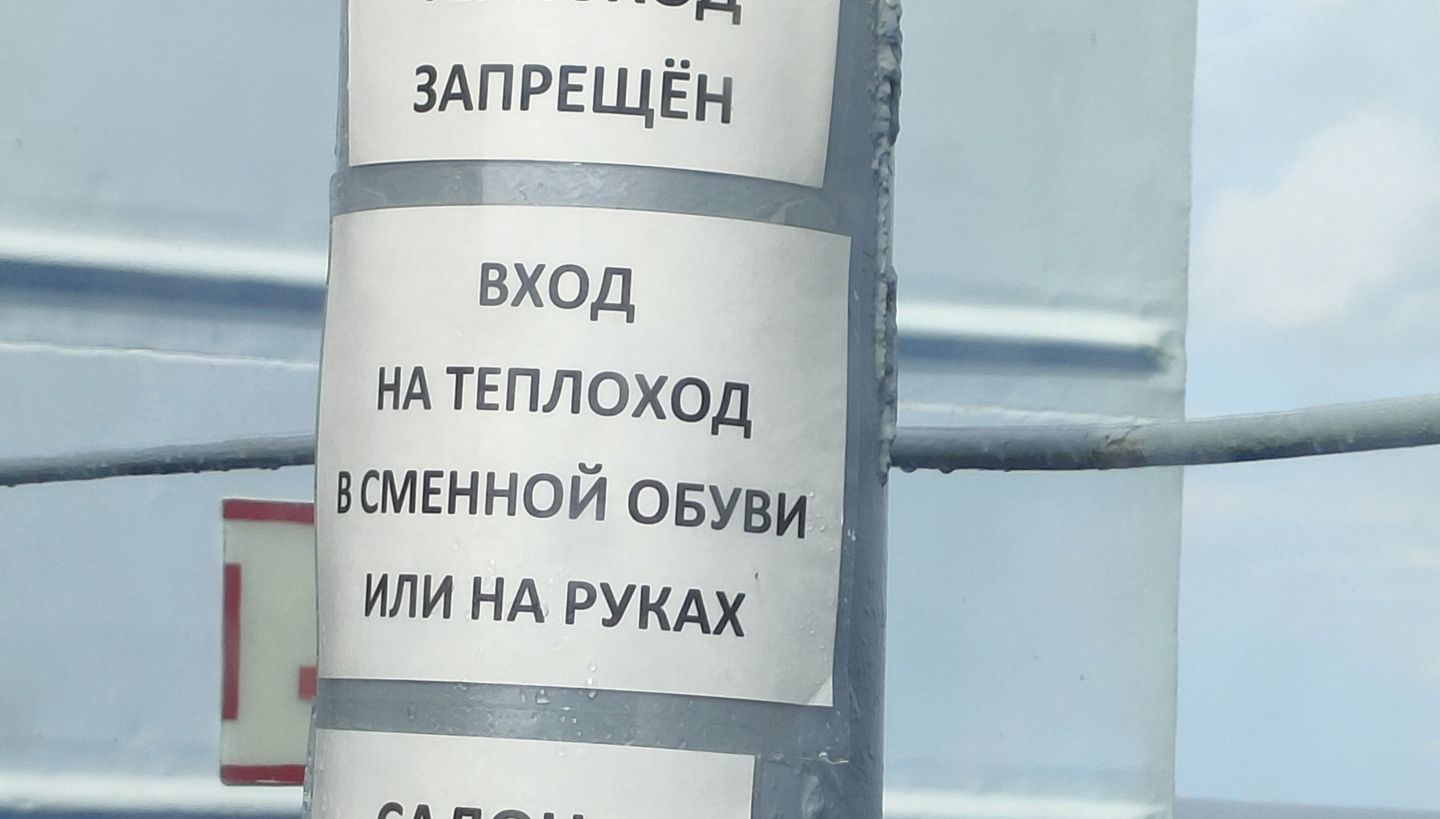 ЗАПРЕЩЁН
ВХОД
НА ТЕПЛОХОД
В СМЕННОЙ ОБУВИ
ИЛИ НА РУКАХ